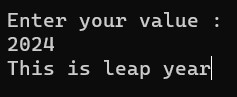 Enter your value :
2024
This is leap year